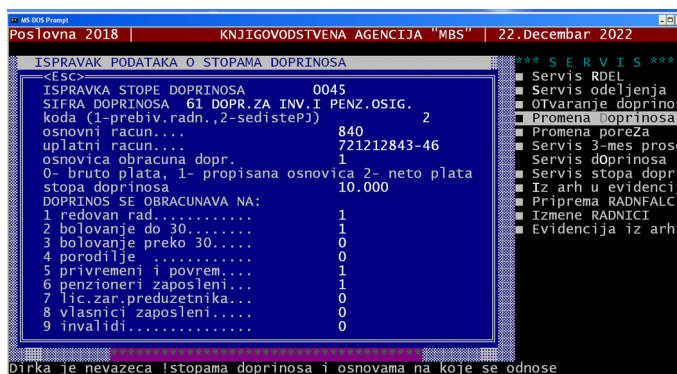 MS-DOS Prompt
Poslovna 2018 | KNJIGOVODSTVENA AGENCIJA "MBS" | 22.Decembar 2022
ISPRAVAK PODATAKA O STOPAMA DOPRINOSA
<Esc>
ISPRAVKA STOPE DOPRINOSA 0045
SIFRA DOPRINOSA 61 DOPR.ZA INV.I PENZ.OSIG.
koda (1-prebiv.radn.,2-sedistePJ) 2
osnovni racun.... 840
uplatni racun.... 721212843-46
osnovica obracuna dopr. 1
0- bruto plata, 1- propisana osnovica 2- neto plata
stopa doprinosa 10.000
DOPRINOS SE OBRACUNAVA NA:
1 redovan rad............ 1
2 bolovanje do 30........ 1
3 bolovanje preko 30..... 0
4 porodilje ............ 0
5 privremeni i povrem.... 1
6 penzioneri zaposleni... 1
7 lic.zar.preduzetnika... 0
8 vlasnici zaposleni..... 0
9 invalidi............... 0
*** S E R V I S ***
Servis RDEL
Servis odeljenja
OTvaranje doprino
Promena Doprinosa
Promena poreZa
Servis 3-mes pros
Servis dOprinosa
Servis stopa dopr
Iz arh u evidenci
Priprema RADNFALC
Izmene RADNICI
Evidencija iz arh
Dirka je nevazeca !stopama doprinosa i osnovama na koje se odnose